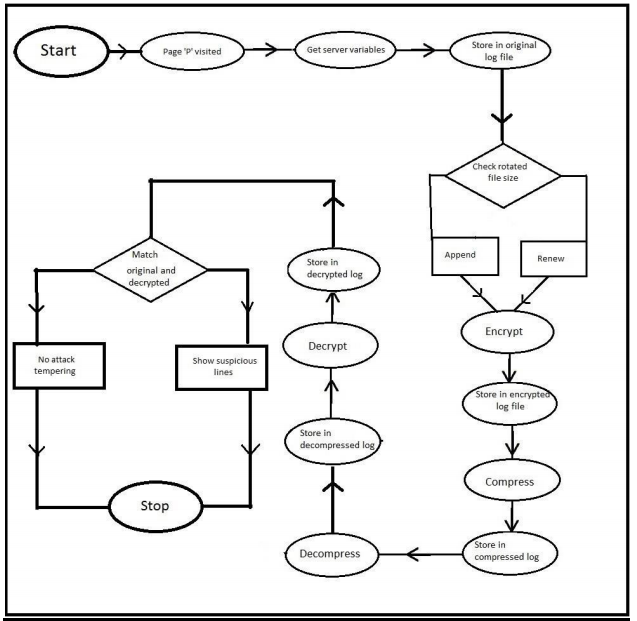 Start
Page 'P' visited
Get server variables
Store in original
log file
Check rotated
file size
Append
Renew
Encrypt
Store in encrypted
log file
Compress
Store in
compressed log
Decompress
Store in
decompressed log
Decrypt
Store in
decrypted log
Match
original and
decrypted
No attack
tempering
Show suspicious
lines
Stop